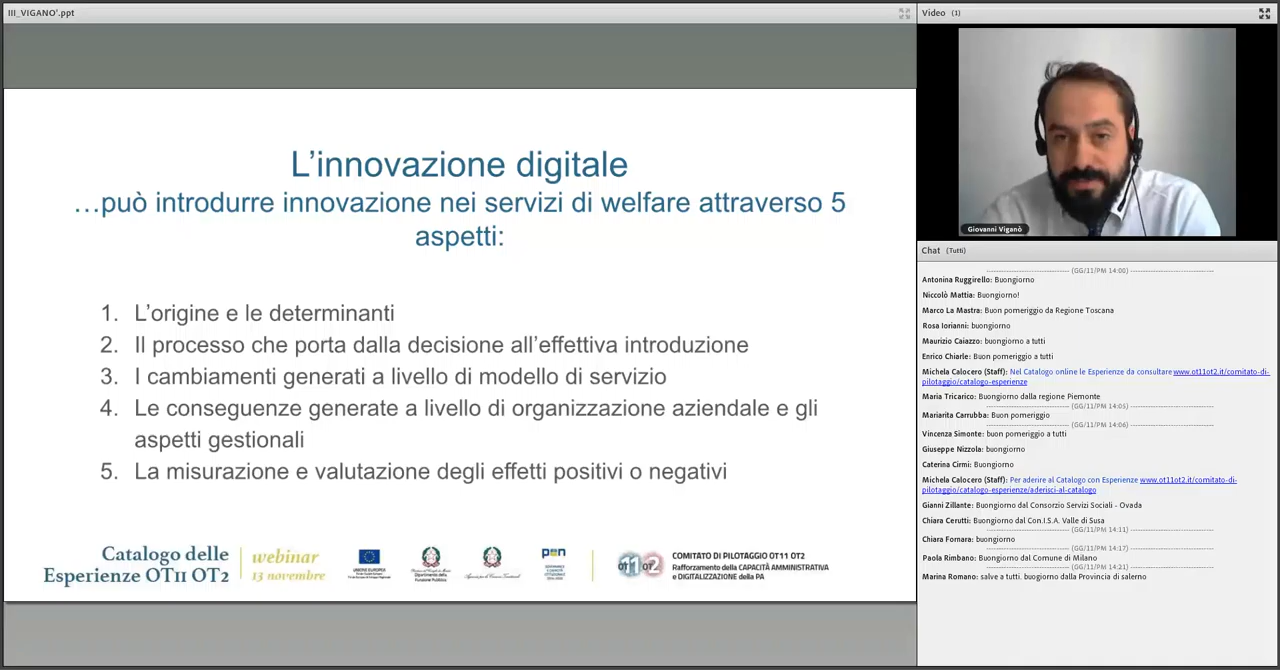 III_VIGANO'.ppt
L'innovazione digitale
…può introdurre innovazione nei servizi di welfare attraverso 5
aspetti:
1. L'origine e le determinanti
2. Il processo che porta dalla decisione all'effettiva introduzione
3. I cambiamenti generati a livello di modello di servizio
4. Le conseguenze generate a livello di organizzazione aziendale e gli
aspetti gestionali
5. La misurazione e valutazione degli effetti positivi o negativi
Catalogo delle
Esperienze OT11 OT2
webinar
13 novembre
UNIONE EUROPEA
pon
COMITATO DI PILOTAGGIO OT11 OT2
Rafforzamento della CAPACITÀ AMMINISTRATIVA
e DIGITALIZZAZIONE della PA
Video (1)
Giovanni Viganò
Chat (Tutti)
(GG/11/PM 14:00)
Antonina Ruggirello: Buongiorno
Niccolò Mattia: Buongiorno!
Marco La Mastra: Buon pomeriggio da Regione Toscana
Rosa Iorianni: buongiorno
Maurizio Caiazzo: buongiorno a tutti
Enrico Chiarle: Buon pomeriggio a tutti
Michela Calocero (Staff): Nel Catalogo online le Esperienze da consultare www.ot11ot2.it/comitato-di-
pilotaggio/catalogo-esperienze
Maria Tricarico: Buongiorno dalla regione Piemonte
(GG/11/PM 14:05)
Mariarita Carrubba: Buon pomeriggio
(GG/11/PM 14:06)
Vincenza Simonte: buon pomeriggio a tutti
Giuseppe Nizzola: buongiorno
Caterina Cirmi: Buongiorno
Michela Calocero (Staff): Per aderire al Catalogo con Esperienze www.ot11ot2.it/comitato-di-
pilotaggio/catalogo-esperienze/aderisci-al-catalogo
Gianni Zillante: Buongiorno dal Consorzio Servizi Sociali - Ovada
Chiara Cerutti: Buongiorno dal Con.I.S.A. Valle di Susa
(GG/11/PM 14:11)
Chiara Fornara: buongiorno
(GG/11/PM 14:17)
Paola Rimbano: Buongiorno dal Comune di Milano
(GG/11/PM 14:21)
Marina Romano: salve a tutti. buogiorno dalla Provincia di salerno